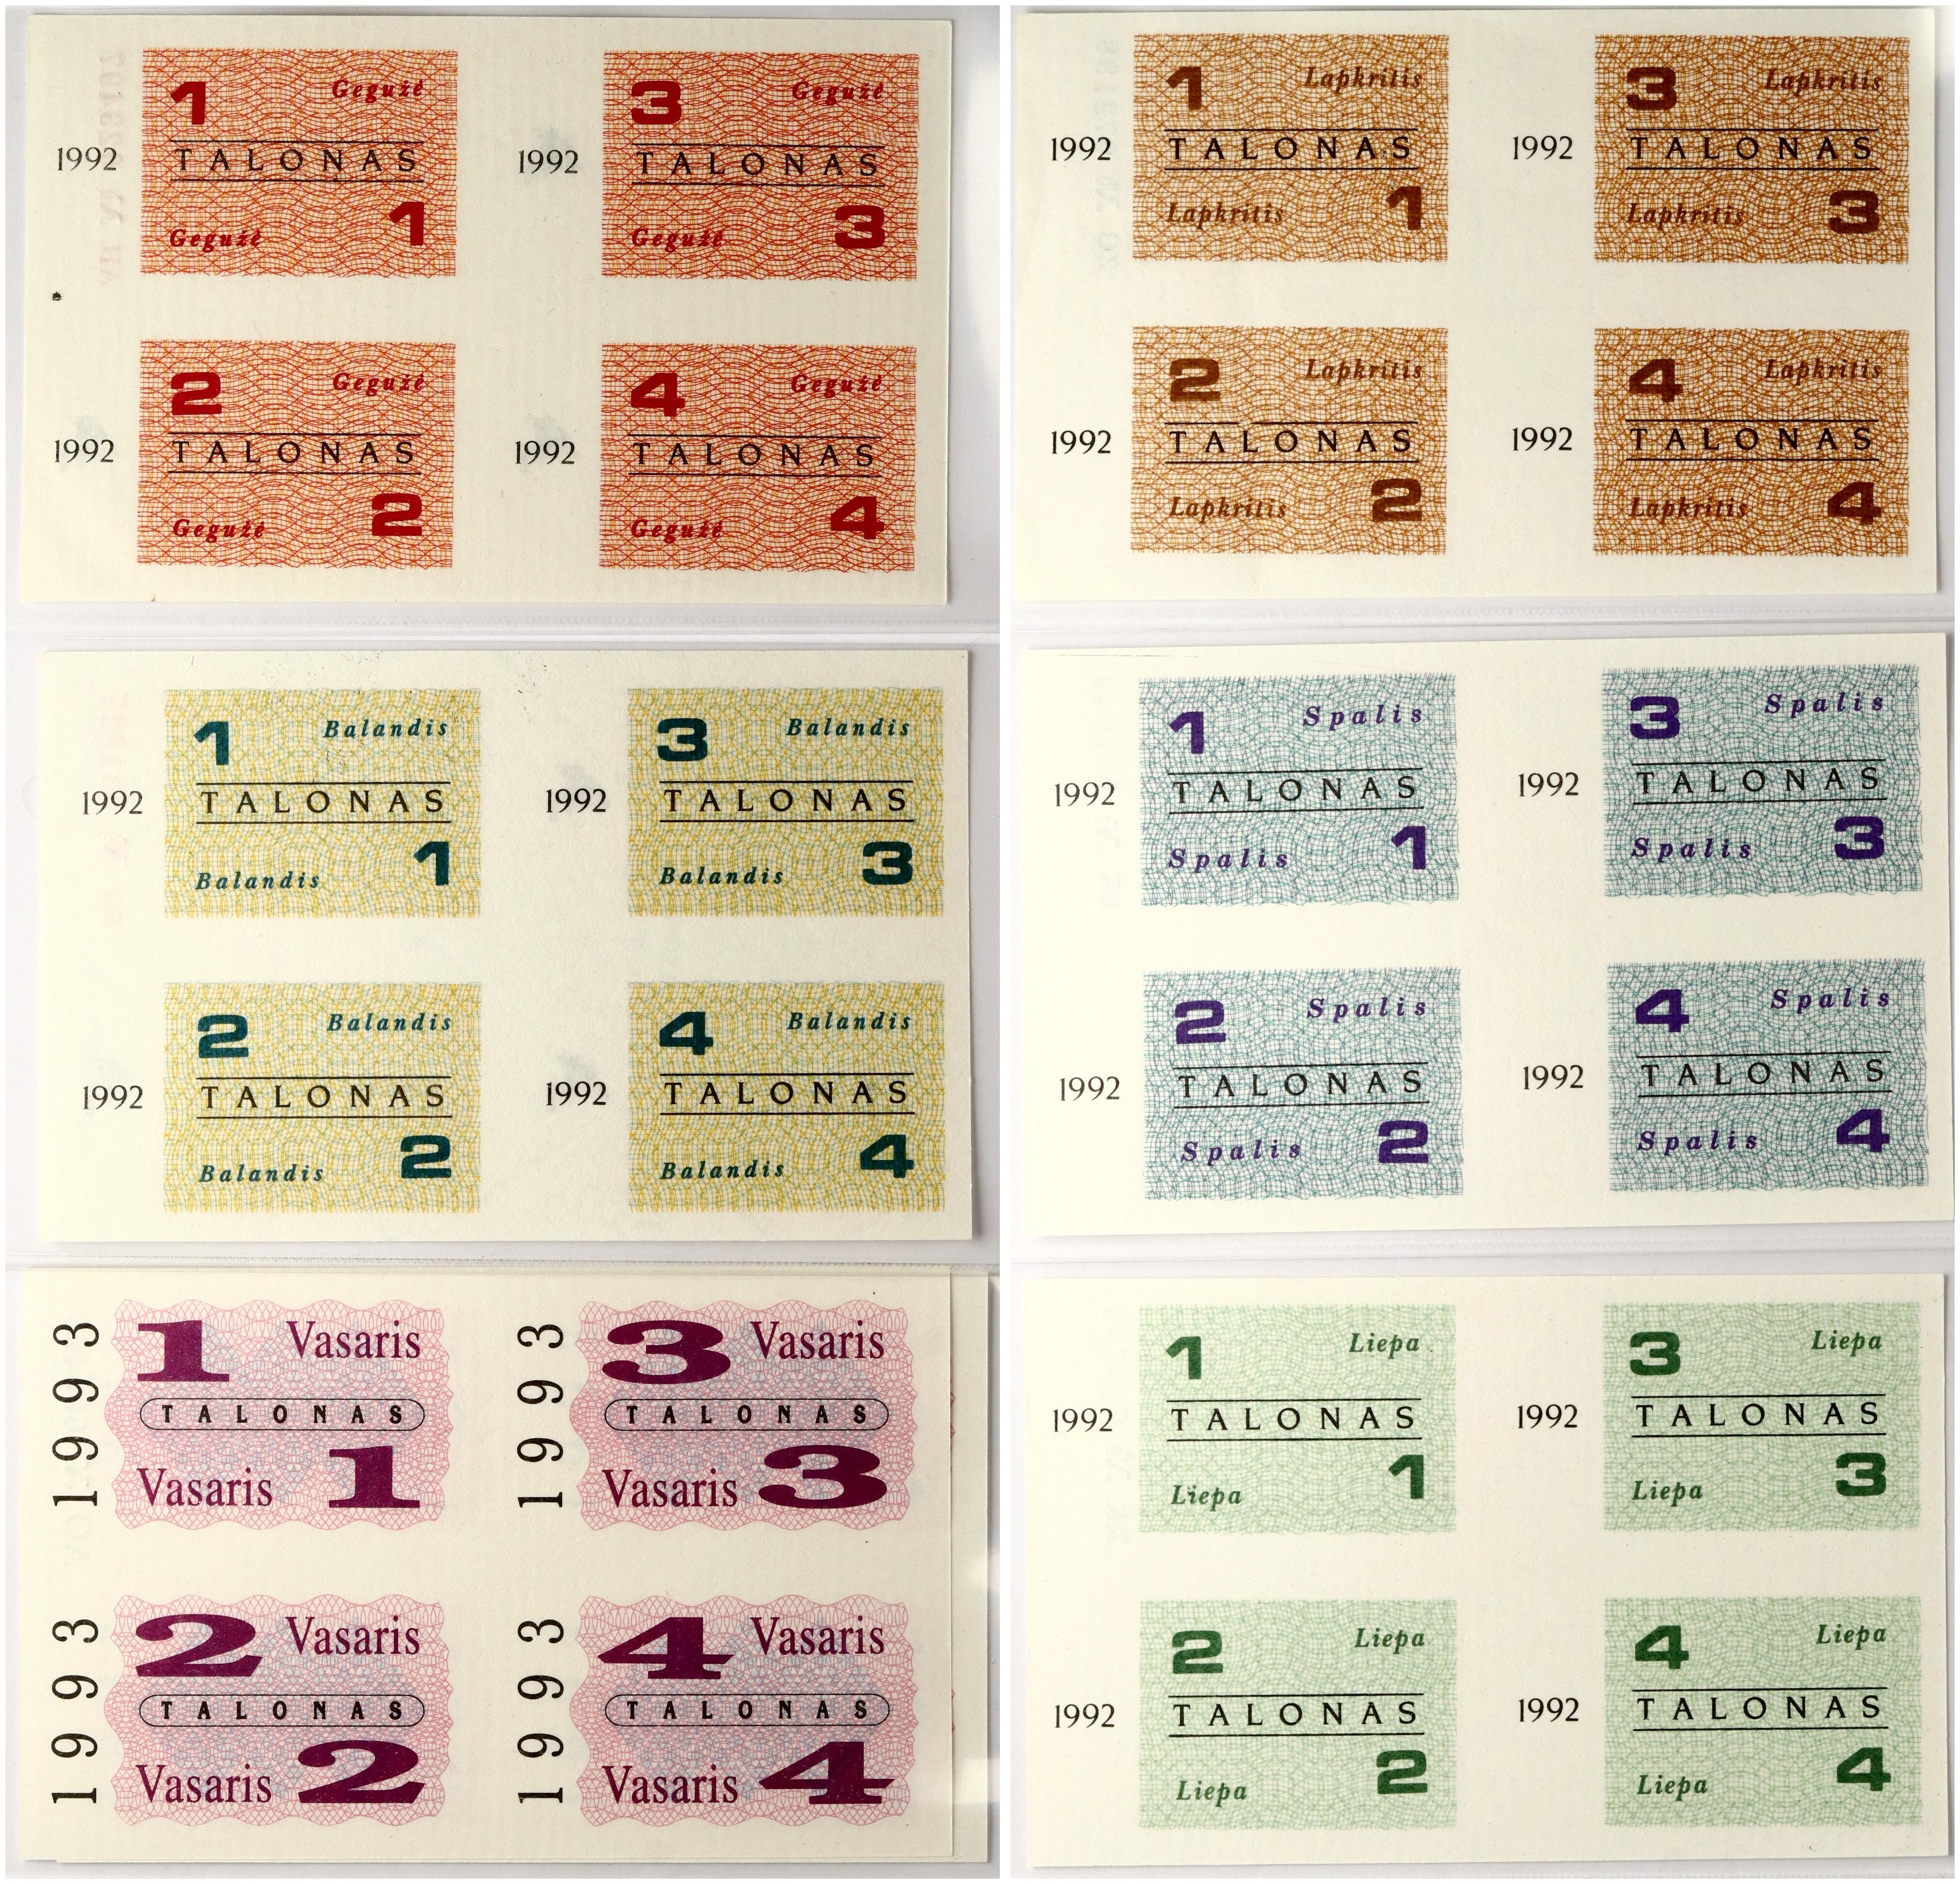 1 Gegužė
1992 TALONAS
Gegužė 1
3 Gegužė
1992 TALONAS
Gegužė 3
2 Gegužė
1992 TALONAS
Gegužė 2
4 Gegužė
1992 TALONAS
Gegužė 4
1 Lapkritis
1992 TALONAS
Lapkritis 1
3 Lapkritis
1992 TALONAS
Lapkritis 3
2 Lapkritis
1992 TALONAS
Lapkritis 2
4 Lapkritis
1992 TALONAS
Lapkritis 4
1 Balandis
1992 TALONAS
Balandis 1
3 Balandis
1992 TALONAS
Balandis 3
2 Balandis
1992 TALONAS
Balandis 2
4 Balandis
1992 TALONAS
Balandis 4
1 Spalis
1992 TALONAS
Spalis 1
3 Spalis
1992 TALONAS
Spalis 3
2 Spalis
1992 TALONAS
Spalis 2
4 Spalis
1992 TALONAS
Spalis 4
1 Vasaris
1993 TALONAS
Vasaris 1
3 Vasaris
1993 TALONAS
Vasaris 3
2 Vasaris
1993 TALONAS
Vasaris 2
4 Vasaris
1993 TALONAS
Vasaris 4
1 Liepa
1992 TALONAS
Liepa 1
3 Liepa
1992 TALONAS
Liepa 3
2 Liepa
1992 TALONAS
Liepa 2
4 Liepa
1992 TALONAS
Liepa 4